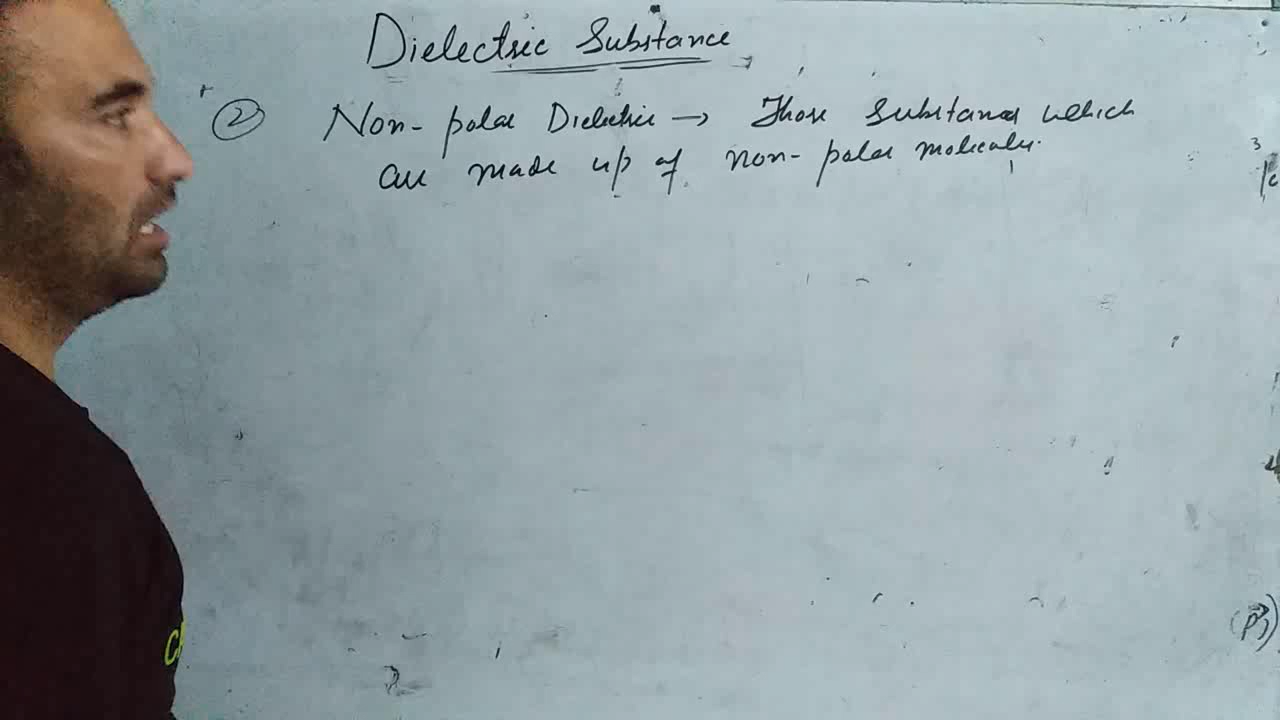 Dielectric Substance
② Non-polar Dielectric → Those substances which
are made up of non-polar molecules.
(P⃗)